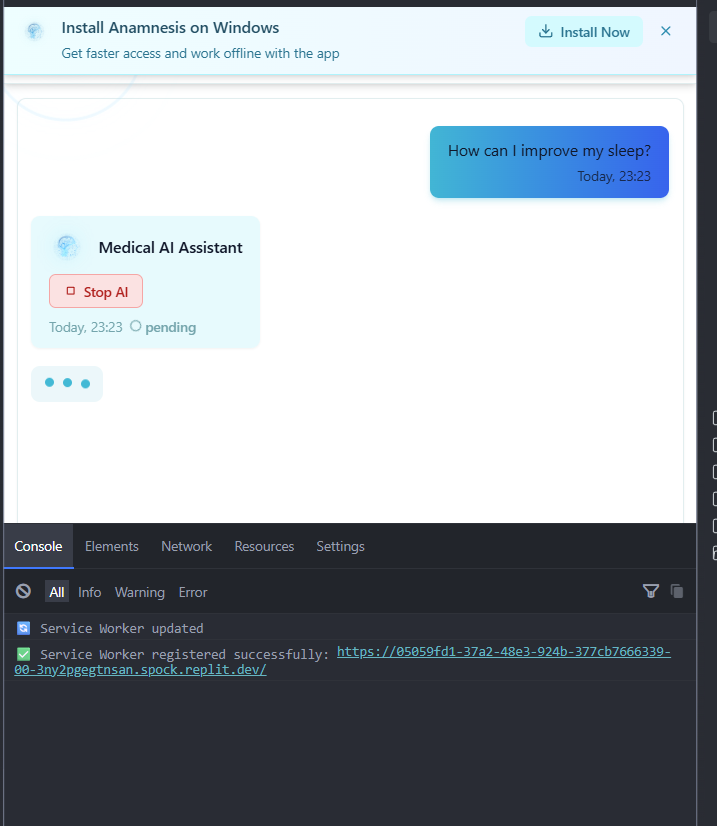 Install Anamnesis on Windows
Get faster access and work offline with the app
Install Now
How can I improve my sleep?
Today, 23:23
Medical AI Assistant
Stop AI
Today, 23:23 pending
Console Elements Network Resources Settings
All Info Warning Error
Service Worker updated
Service Worker registered successfully: https://05059fd1-37a2-48e3-924b-377cb7666339-
00-3ny2pgegtnsan.spock.replit.dev/